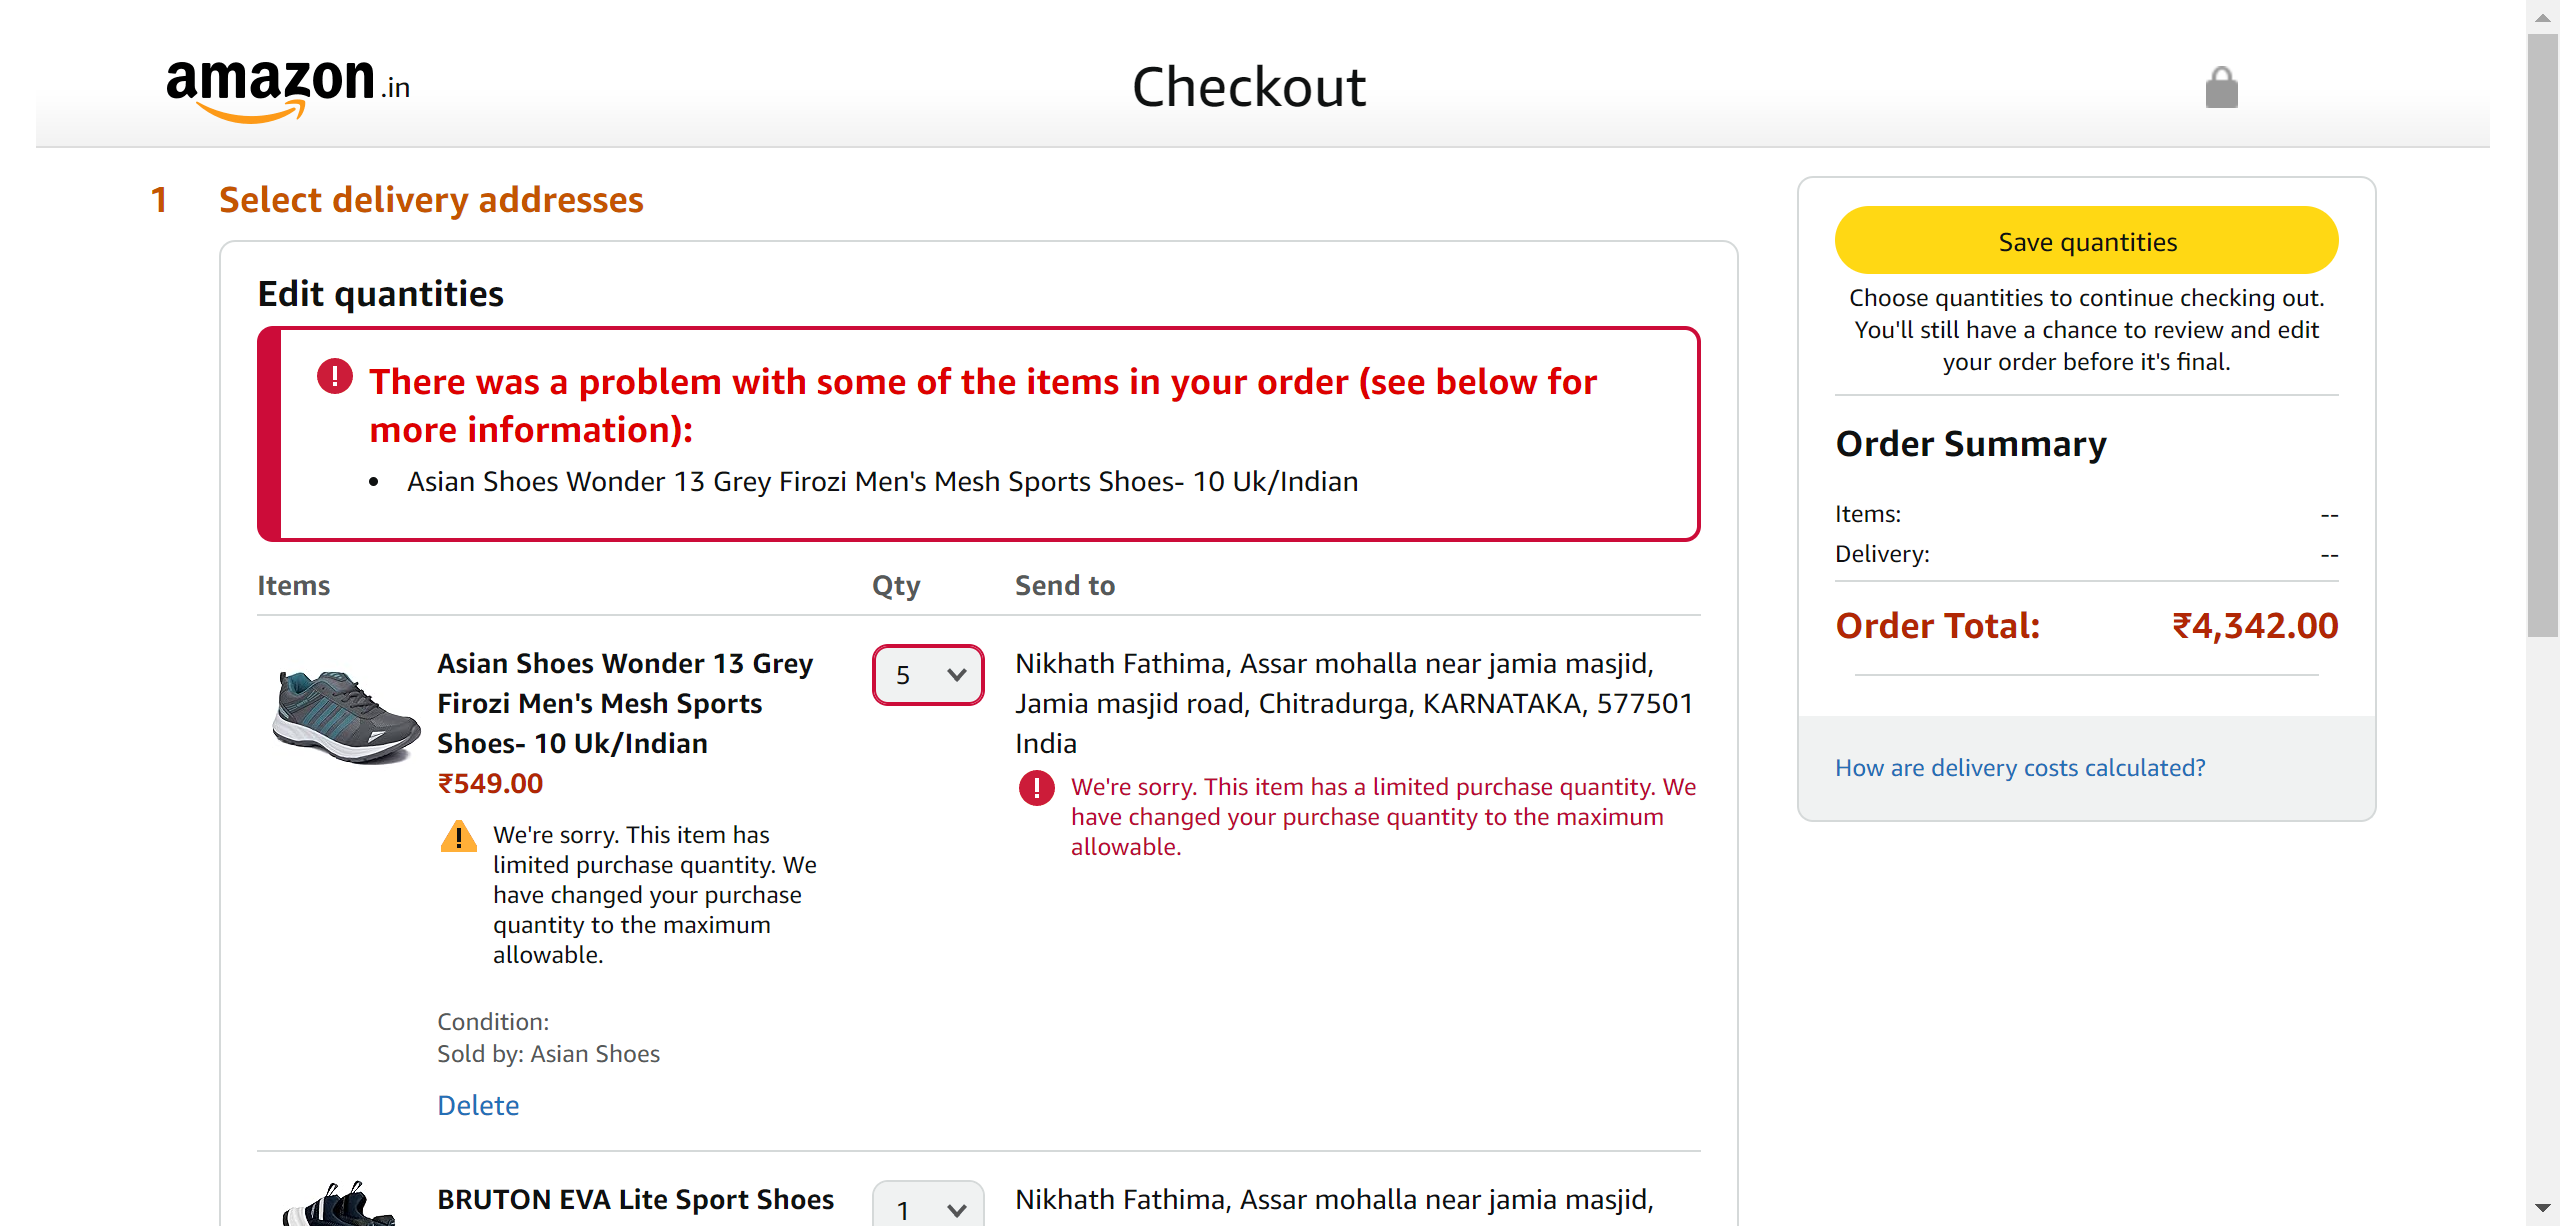 amazon.in
Checkout
1 Select delivery addresses
Edit quantities
There was a problem with some of the items in your order (see below for
more information):
• Asian Shoes Wonder 13 Grey Firozi Men's Mesh Sports Shoes- 10 Uk/Indian
Items Qty Send to
Asian Shoes Wonder 13 Grey
Firozi Men's Mesh Sports
Shoes- 10 Uk/Indian
₹549.00
We're sorry. This item has
limited purchase quantity. We
have changed your purchase
quantity to the maximum
allowable.
Condition:
Sold by: Asian Shoes
Delete
5
Nikhath Fathima, Assar mohalla near jamia masjid,
Jamia masjid road, Chitradurga, KARNATAKA, 577501
India
We're sorry. This item has a limited purchase quantity. We
have changed your purchase quantity to the maximum
allowable.
BRUTON EVA Lite Sport Shoes
1
Nikhath Fathima, Assar mohalla near jamia masjid,
Save quantities
Choose quantities to continue checking out.
You'll still have a chance to review and edit
your order before it's final.
Order Summary
Items: --
Delivery: --
Order Total: ₹4,342.00
How are delivery costs calculated?